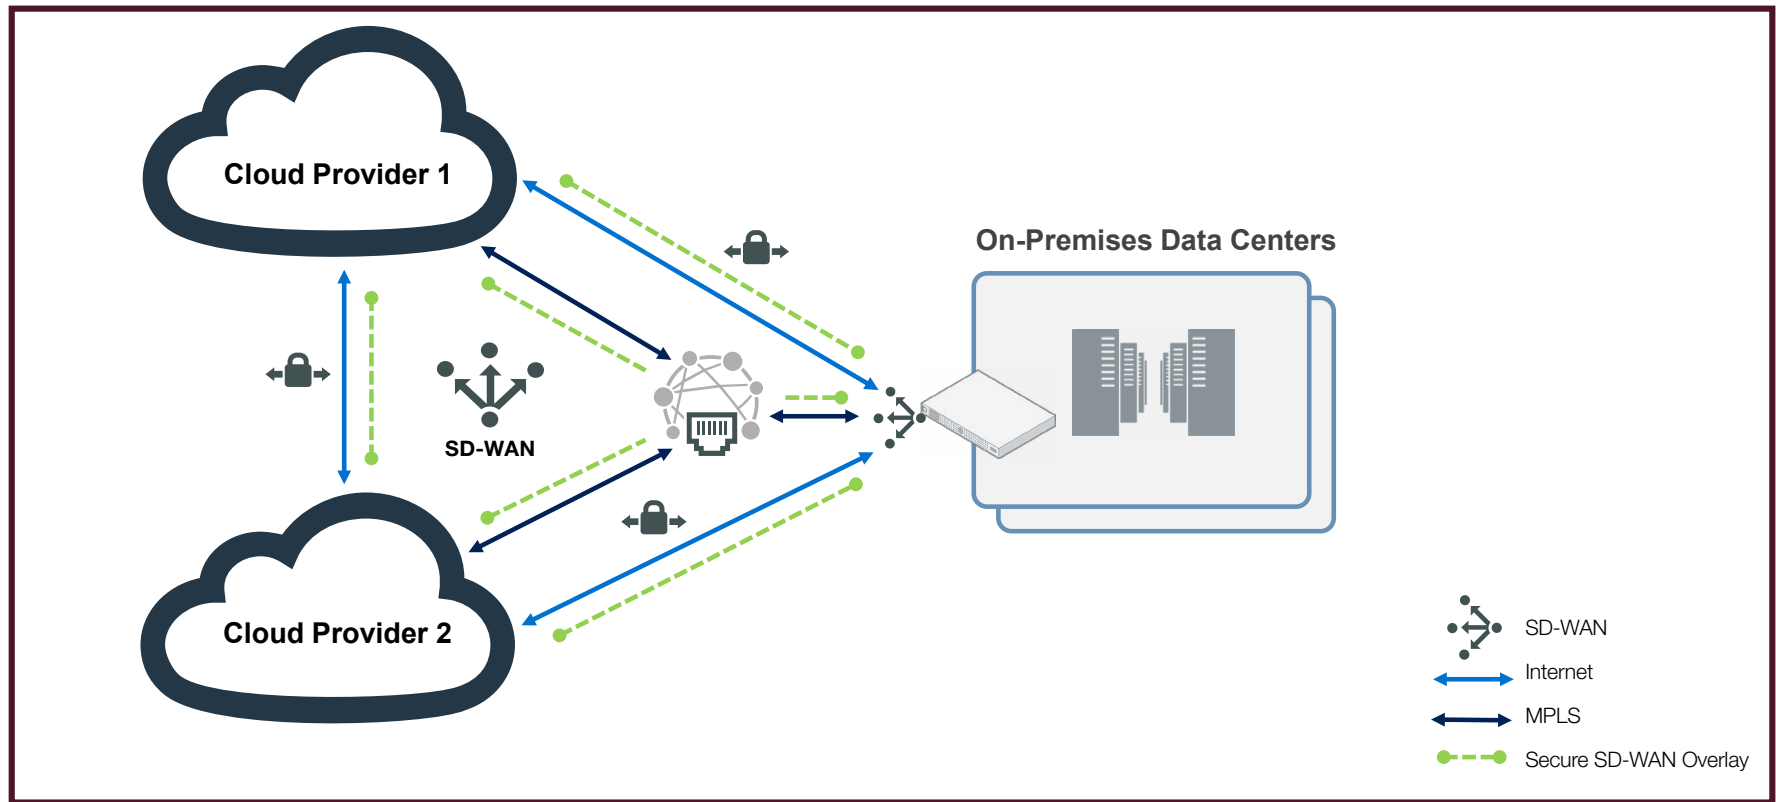 Cloud Provider 1
On-Premises Data Centers
SD-WAN
Cloud Provider 2
SD-WAN
Internet
MPLS
Secure SD-WAN Overlay